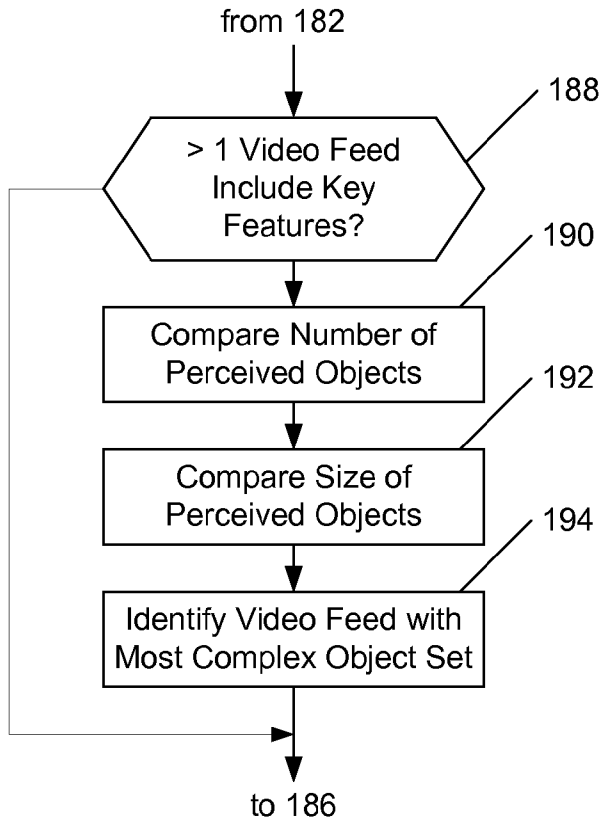 from 182
188
> 1 Video Feed
Include Key
Features?
190
Compare Number of
Perceived Objects
192
Compare Size of
Perceived Objects
194
Identify Video Feed with
Most Complex Object Set
to 186